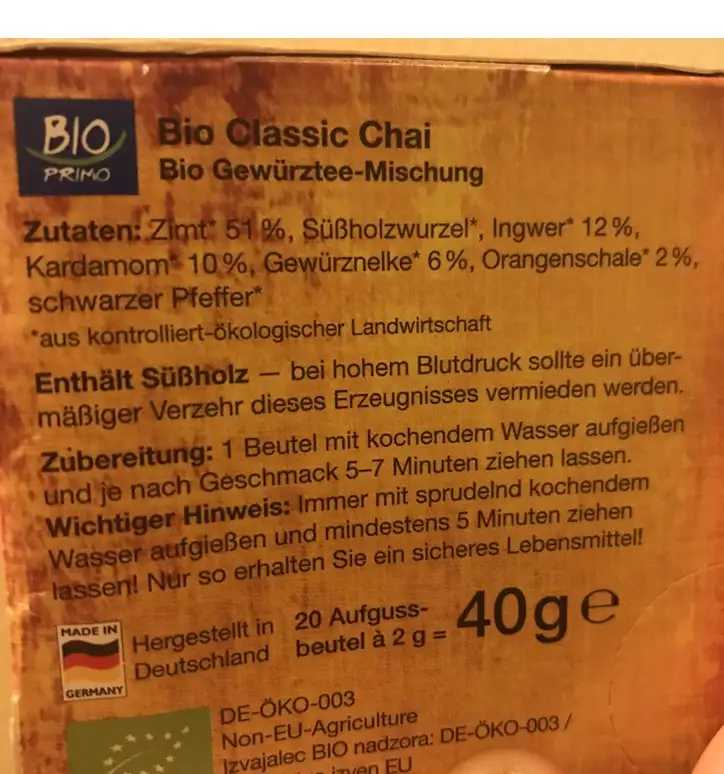 BIO
PRIMO
Bio Classic Chai
Bio Gewürztee-Mischung
Zutaten: Zimt* 51 %, Süßholzwurzel*, Ingwer* 12 %,
Kardamom* 10 %, Gewürznelke* 6 %, Orangenschale* 2 %,
schwarzer Pfeffer*
*aus kontrolliert-ökologischer Landwirtschaft
Enthält Süßholz — bei hohem Blutdruck sollte ein über-
mäßiger Verzehr dieses Erzeugnisses vermieden werden.
Zubereitung: 1 Beutel mit kochendem Wasser aufgießen
und je nach Geschmack 5–7 Minuten ziehen lassen.
Wichtiger Hinweis: Immer mit sprudelnd kochendem
Wasser aufgießen und mindestens 5 Minuten ziehen
lassen! Nur so erhalten Sie ein sicheres Lebensmittel!
MADE IN
GERMANY
Hergestellt in
Deutschland
20 Aufguss-
beutel à 2 g =
40g e
DE-ÖKO-003
Non-EU-Agriculture
Izvajalec BIO nadzora: DE-ÖKO-003 /
izven EU